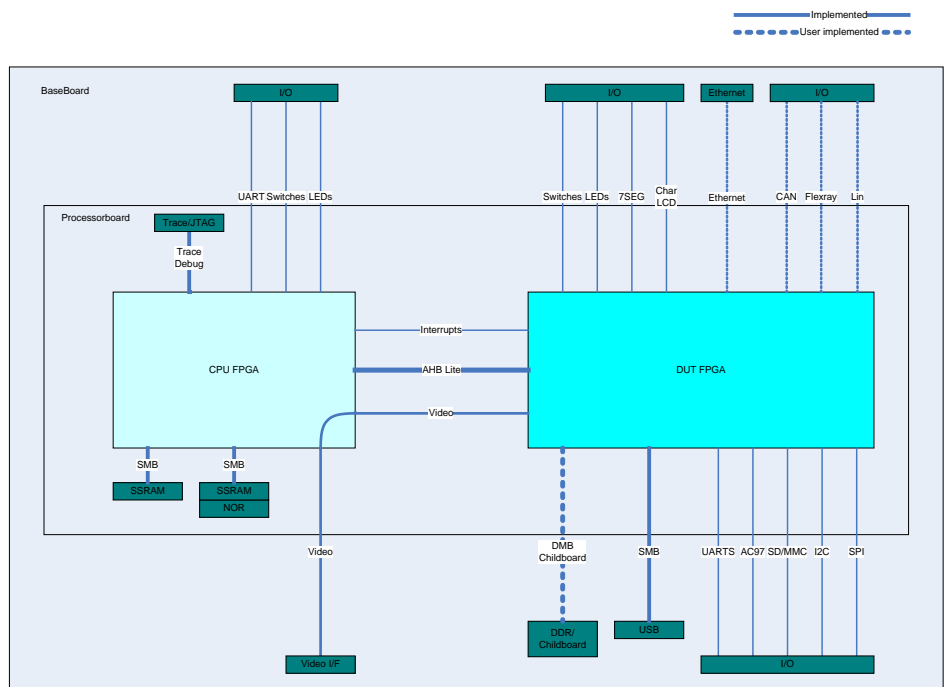 Implemented
User implemented
BaseBoard
I/O
I/O
Ethernet
I/O
UART Switches LEDs
Switches LEDs 7SEG Char LCD
Ethernet
CAN Flexray Lin
Processorboard
Trace/JTAG
Trace
Debug
Interrupts
CPU FPGA
AHB Lite
DUT FPGA
Video
SMB
SMB
SSRAM
SSRAM
NOR
Video
DMB
Childboard
SMB
UARTS AC97 SD/MMC I2C SPI
DDR/
Childboard
USB
Video I/F
I/O